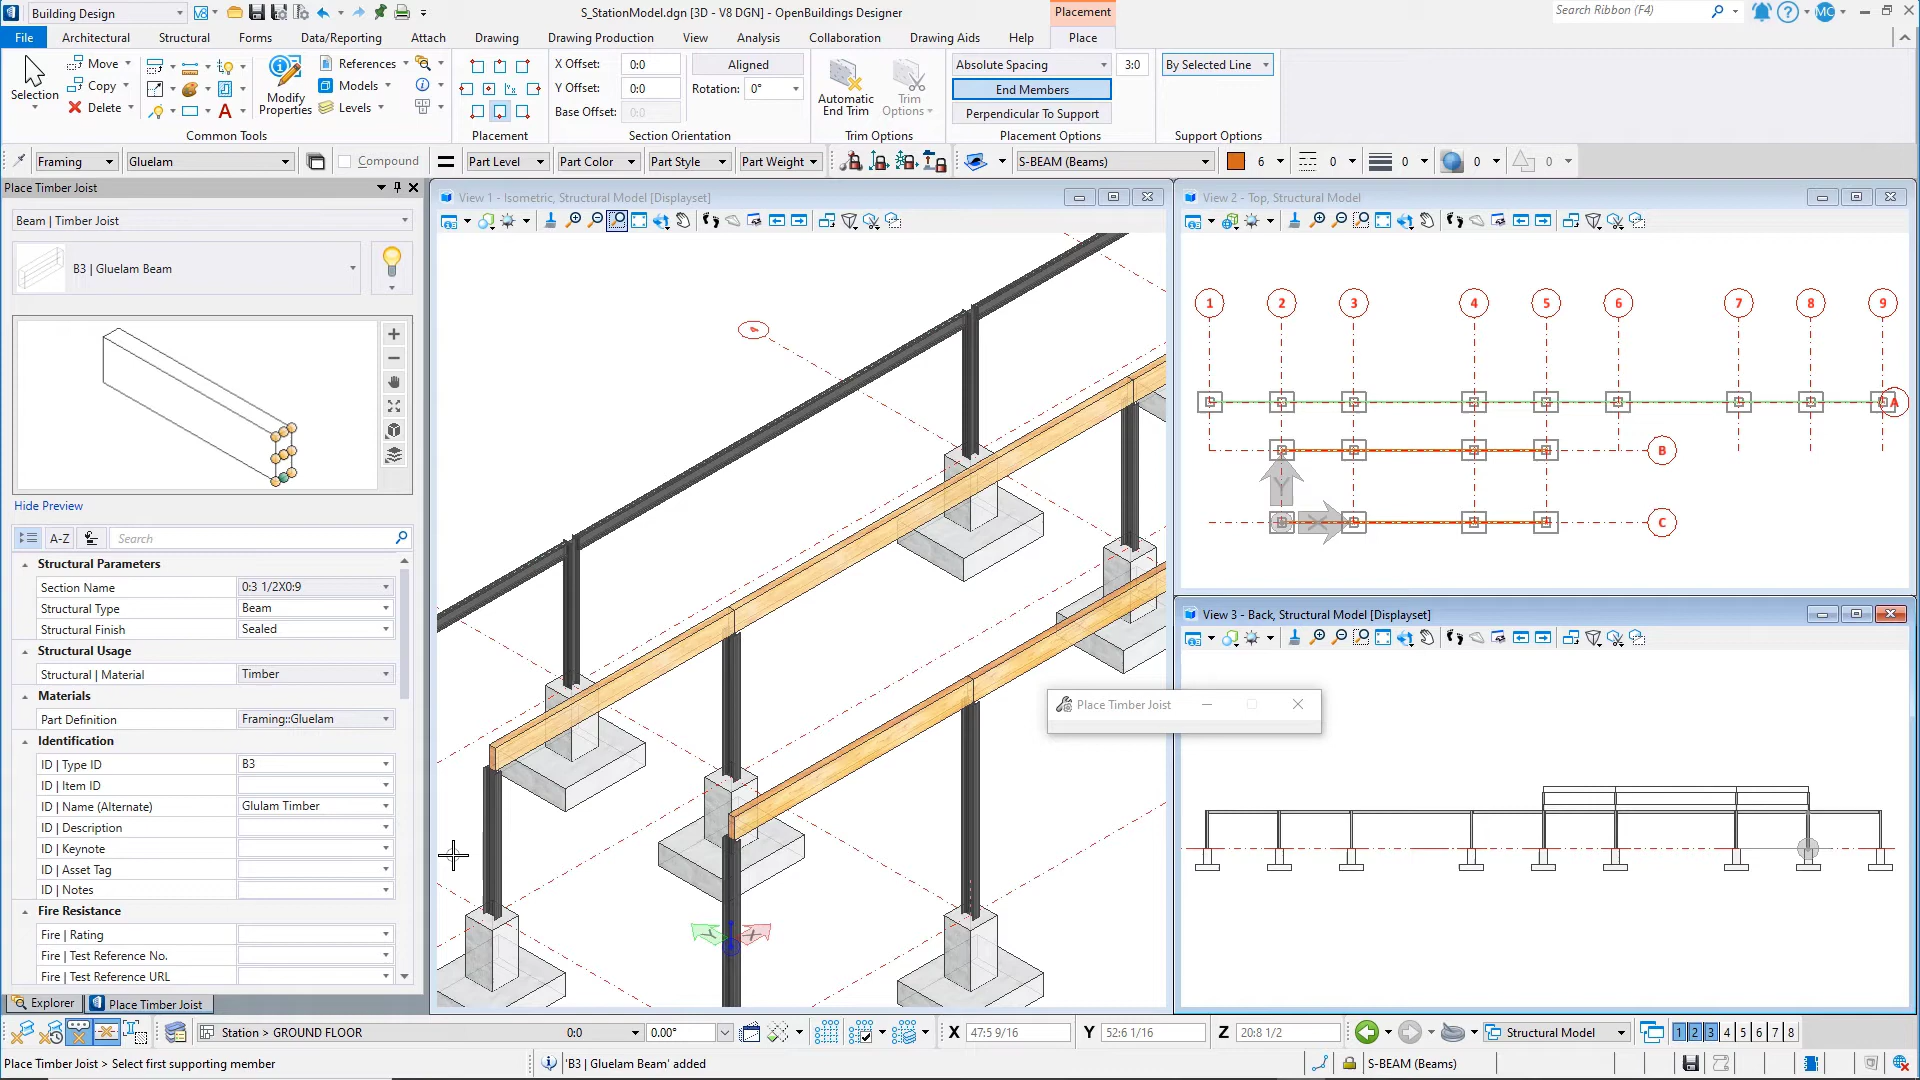 Building Design
S_StationModel.dgn [3D - V8 DGN] - OpenBuildings Designer
Placement
Search Ribbon (F4)
MC
File
Architectural
Structural
Forms
Data/Reporting
Attach
Drawing
Drawing Production
View
Analysis
Collaboration
Drawing Aids
Help
Place
Selection
Move
Copy
Delete
Modify Properties
References
Models
Levels
Common Tools
Placement
X Offset: 0:0
Y Offset: 0:0
Base Offset: 0:0
Aligned
Rotation: 0°
Section Orientation
Automatic End Trim
Trim Options
Trim Options
Absolute Spacing 3:0
End Members
Perpendicular To Support
Placement Options
By Selected Line
Support Options
Framing
Gluelam
Compound
Part Level
Part Color
Part Style
Part Weight
S-BEAM (Beams)
6
0
0
0
0
Place Timber Joist
Beam | Timber Joist
B3 | Gluelam Beam
Hide Preview
A-Z
Search
Structural Parameters
Section Name 0:3 1/2X0:9
Structural Type Beam
Structural Finish Sealed
Structural Usage
Structural | Material Timber
Materials
Part Definition Framing::Gluelam
Identification
ID | Type ID B3
ID | Item ID
ID | Name (Alternate) Glulam Timber
ID | Description
ID | Keynote
ID | Asset Tag
ID | Notes
Fire Resistance
Fire | Rating
Fire | Test Reference No.
Fire | Test Reference URL
Explorer
Place Timber Joist
View 1 - Isometric, Structural Model [Displayset]
Y
X
Place Timber Joist
View 2 - Top, Structural Model
1 2 3 4 5 6 7 8 9
A
B
Y
X
C
View 3 - Back, Structural Model [Displayset]
Station > GROUND FLOOR
0:0
0.00°
X 47:5 9/16
Y 52:6 1/16
Z 20:8 1/2
Structural Model
1 2 3 4 5 6 7 8
Place Timber Joist > Select first supporting member
'B3 | Gluelam Beam' added
S-BEAM (Beams)